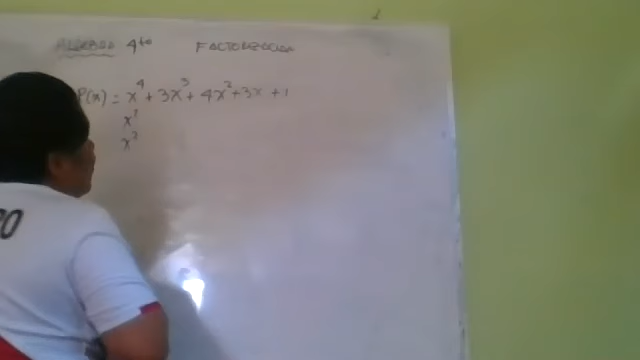 ALGEBRA 4to FACTORIZACION
P(x) = x⁴ + 3x³ + 4x² + 3x + 1
x²
x²